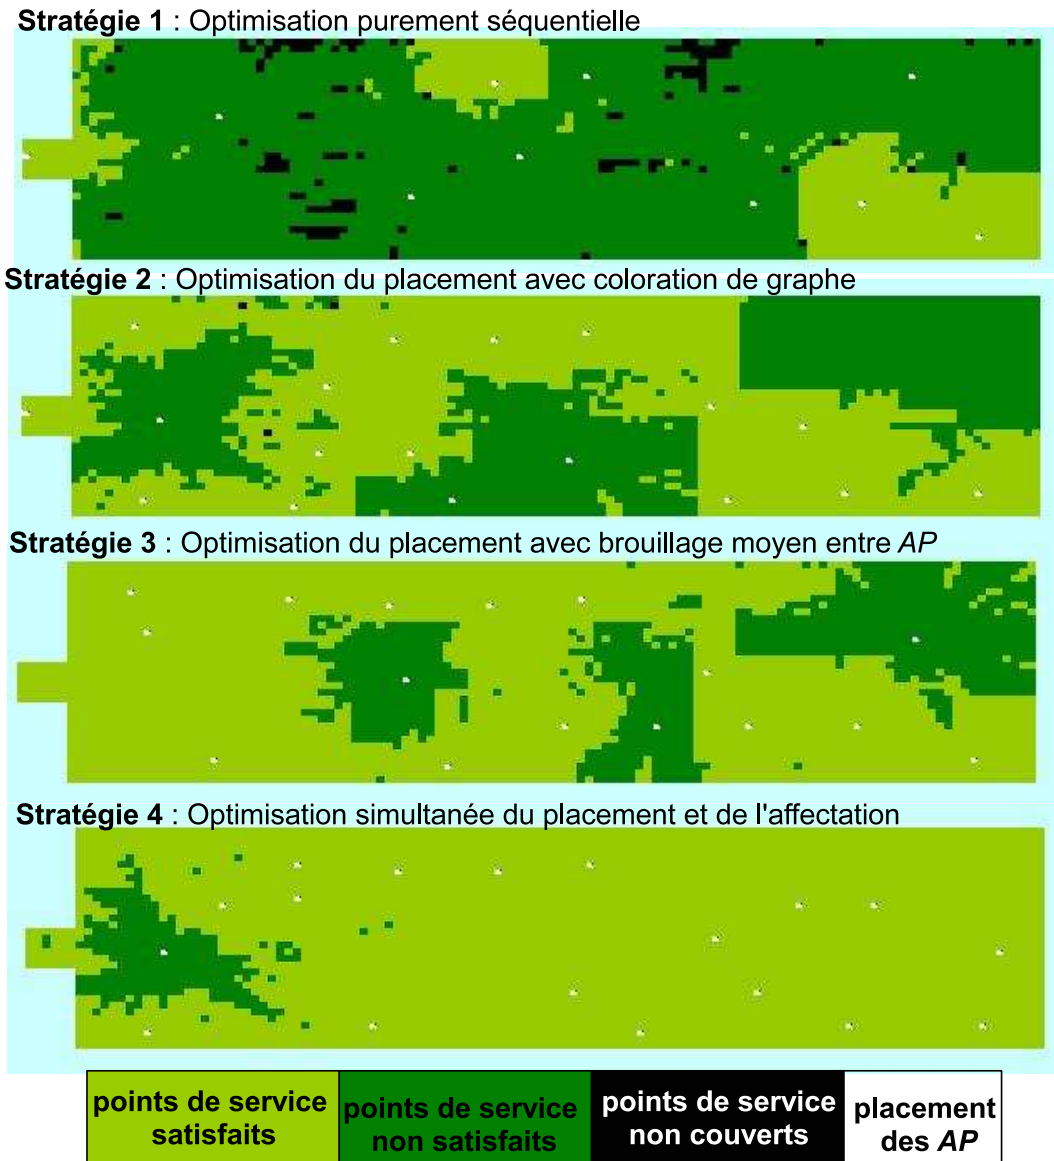 Stratégie 1 : Optimisation purement séquentielle
Stratégie 2 : Optimisation du placement avec coloration de graphe
Stratégie 3 : Optimisation du placement avec brouillage moyen entre AP
Stratégie 4 : Optimisation simultanée du placement et de l'affectation
points de service
satisfaits
points de service
non satisfaits
points de service
non couverts
placement
des AP